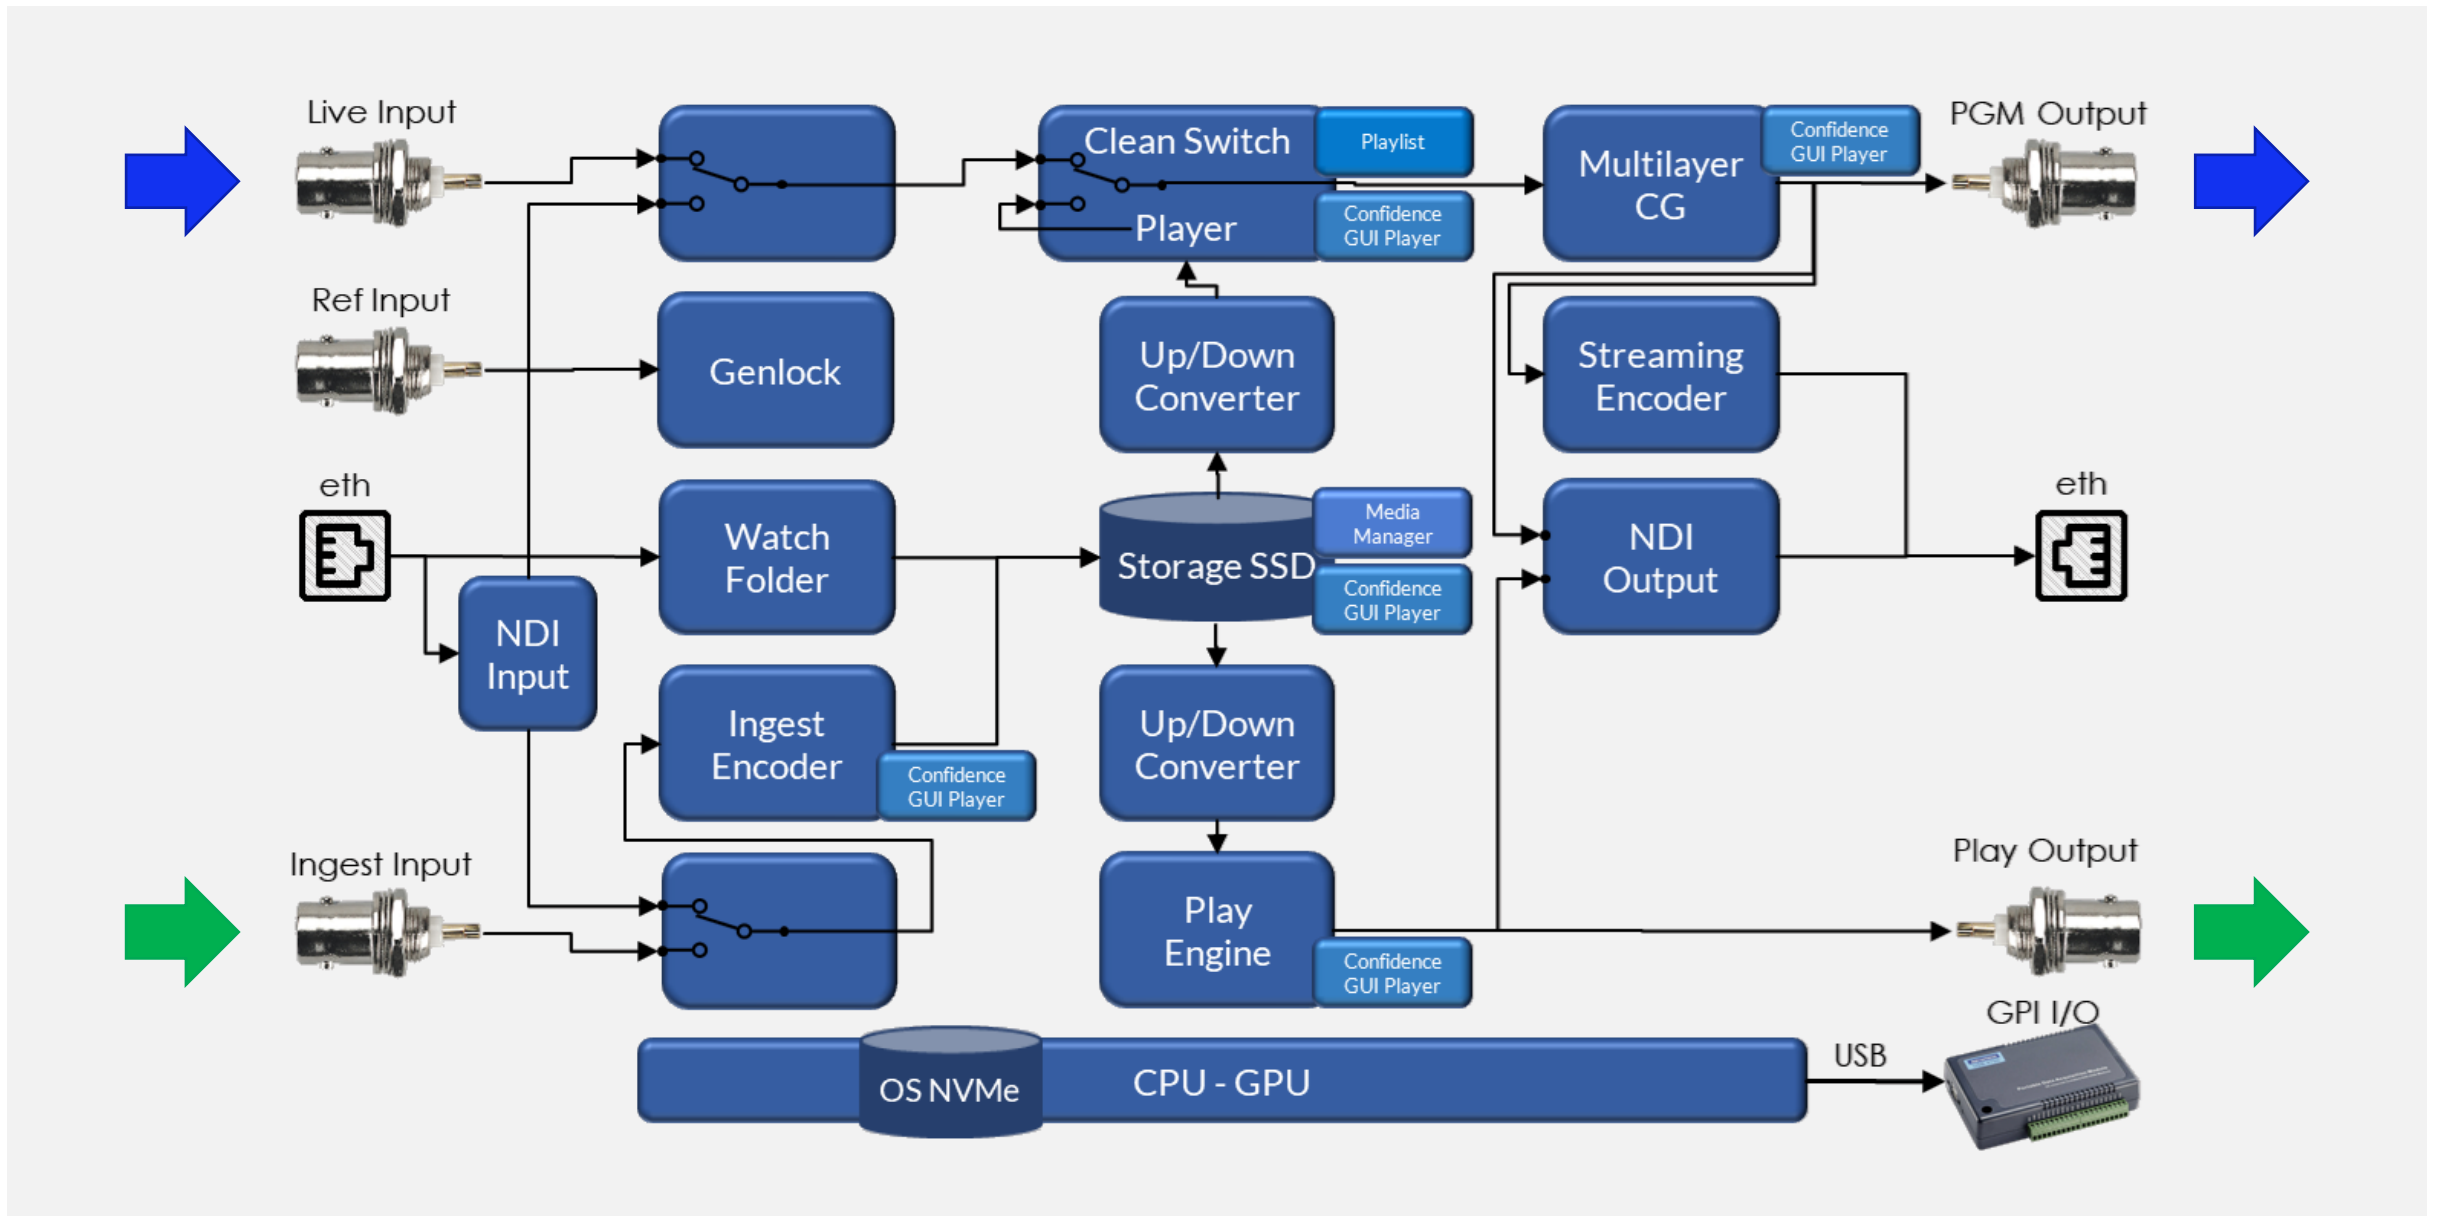 Live Input
Clean Switch
Playlist
Confidence
GUI Player
Player
Multilayer
CG
Confidence
GUI Player
PGM Output
Ref Input
Genlock
Up/Down
Converter
Streaming
Encoder
eth
Watch
Folder
Storage SSD
Media
Manager
Confidence
GUI Player
NDI
Output
eth
NDI
Input
Ingest
Encoder
Confidence
GUI Player
Up/Down
Converter
Ingest Input
Play
Engine
Confidence
GUI Player
Play Output
GPI I/O
OS NVMe
CPU - GPU
USB